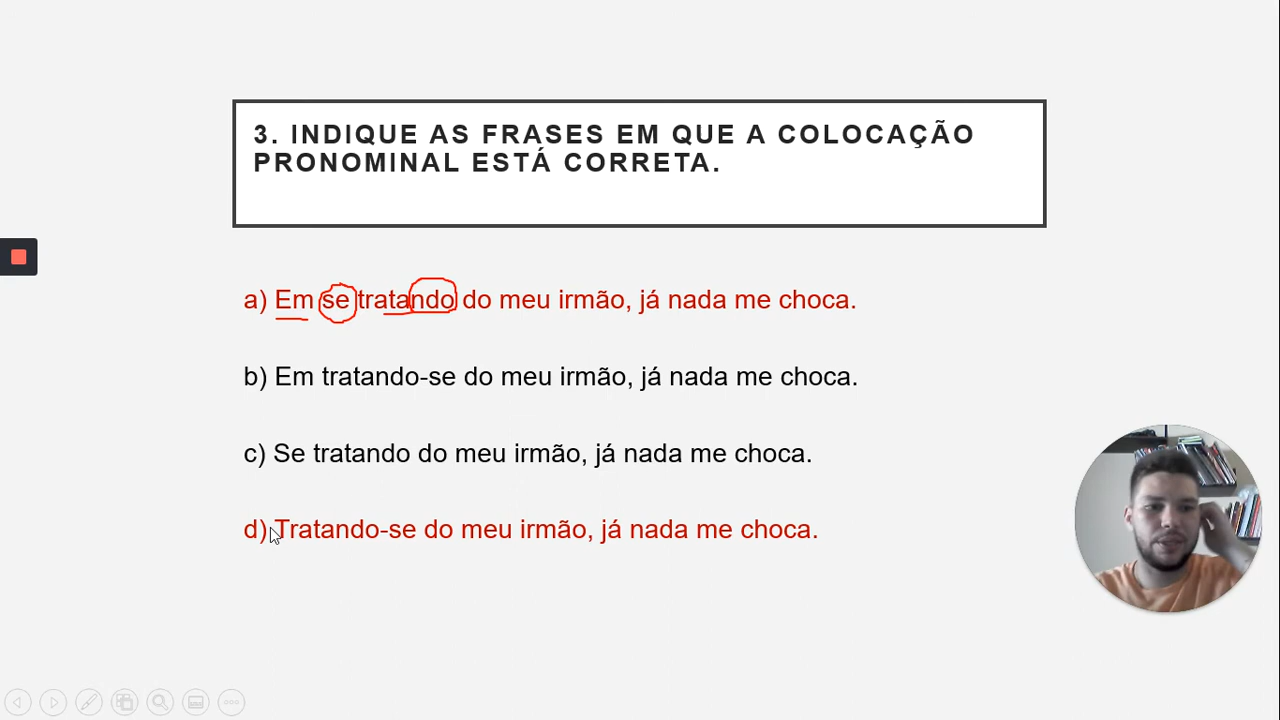 3. INDIQUE AS FRASES EM QUE A COLOCAÇÃO
PRONOMINAL ESTÁ CORRETA.
a) Em se tratando do meu irmão, já nada me choca.
b) Em tratando-se do meu irmão, já nada me choca.
c) Se tratando do meu irmão, já nada me choca.
d) Tratando-se do meu irmão, já nada me choca.